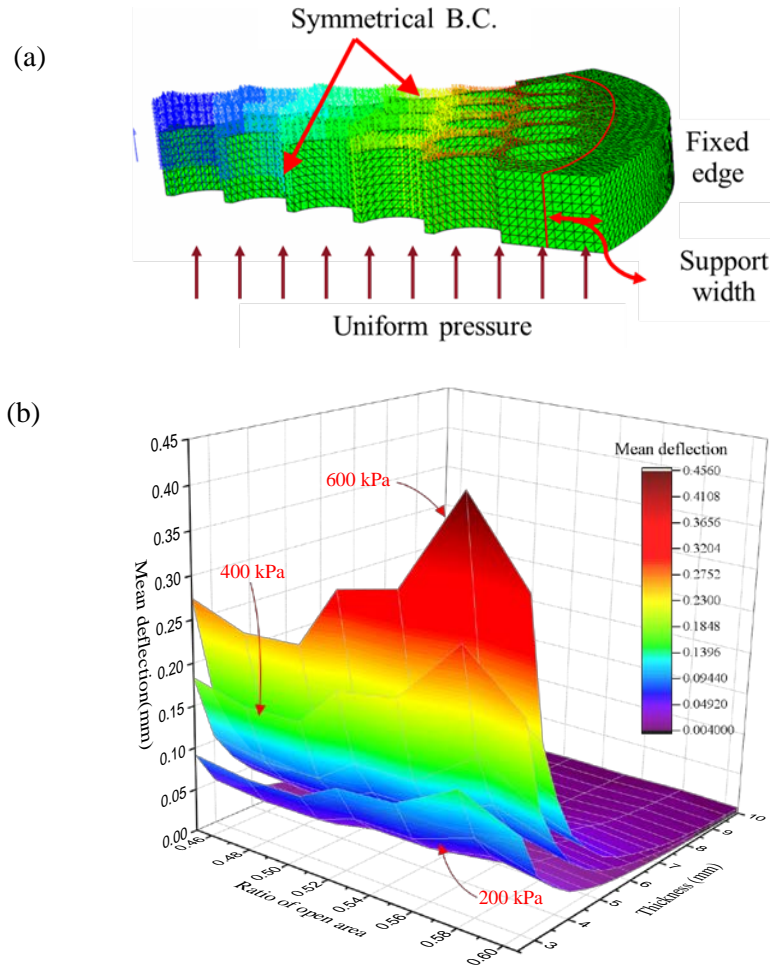 (a)
Symmetrical B.C.
Fixed
edge
Support
width
Uniform pressure
(b)
Mean deflection
0.4560
0.4108
0.3656
0.3204
0.2752
0.2300
0.1848
0.1396
0.09440
0.04920
0.004000
600 kPa
400 kPa
200 kPa
0.45
0.40
0.35
0.30
0.25
0.20
0.15
0.10
0.05
0.00
Mean deflection(mm)
0.46
0.48
0.50
0.52
0.54
0.56
0.58
0.60
Ratio of open area
3
4
5
6
7
8
9
10
Thickness (mm)